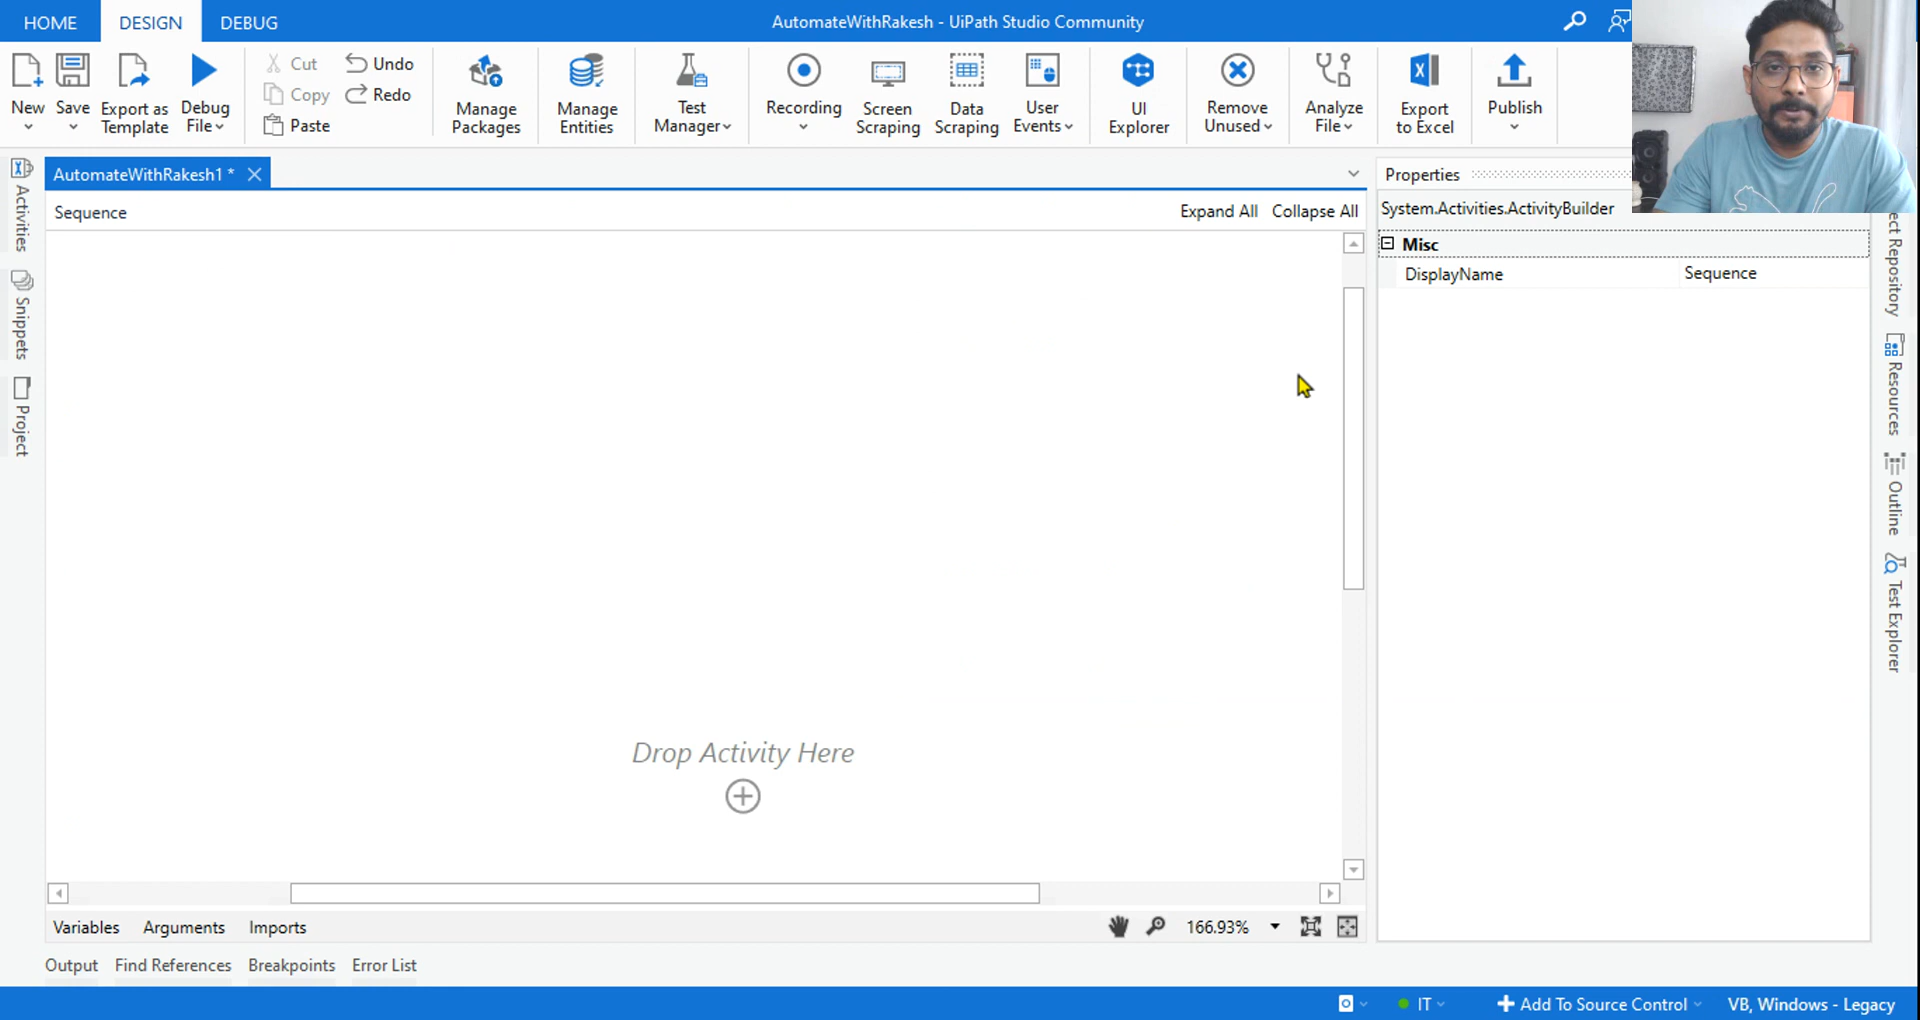 HOME DESIGN DEBUG AutomateWithRakesh - UiPath Studio Community
New
Save
Export as
Template
Debug
File
Cut
Copy
Paste
Undo
Redo
Manage
Packages
Manage
Entities
Test
Manager
Recording
Screen
Scraping
Data
Scraping
User
Events
UI
Explorer
Remove
Unused
Analyze
File
Export
to Excel
Publish
Activities
Snippets
Project
AutomateWithRakesh1 *
Sequence Expand All Collapse All
Drop Activity Here
Variables Arguments Imports 166.93%
Output Find References Breakpoints Error List
Properties
System.Activities.ActivityBuilder
Misc
DisplayName Sequence
ect Repository
Resources
Outline
Test Explorer
IT Add To Source Control VB, Windows - Legacy